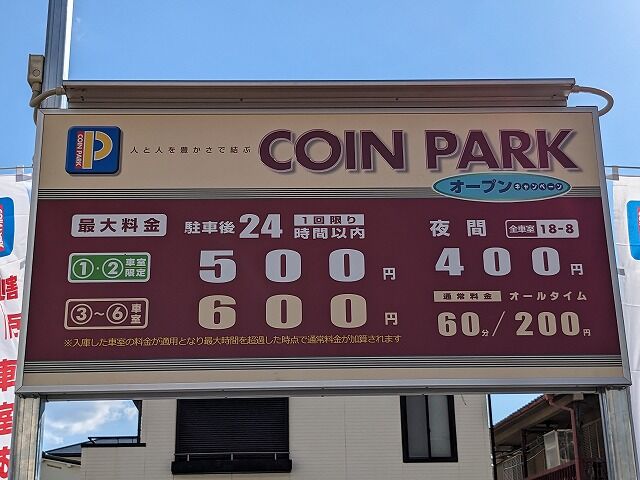 P
COIN PARK
人と人を豊かさで結ぶ
COIN PARK
オープンキャンペーン
最大料金 駐車後24時間以内 1回限り
夜間 全車室 18-8
①・②車室限定 500円
400円
③～⑥車室 600円
通常料金 オールタイム
60分/200円
※入庫した車室の料金が適用となり最大時間を超過した時点で通常料金が加算されます
車室